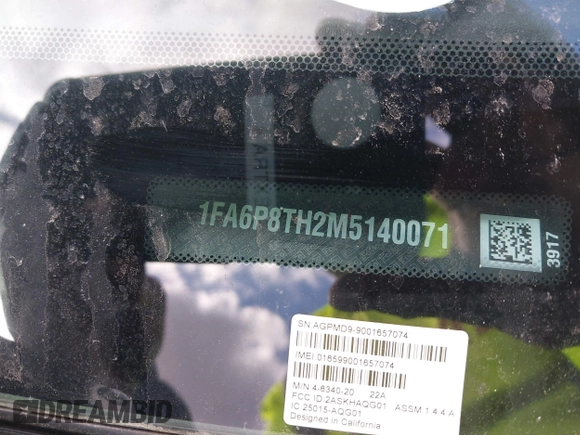 1FA6P8TH2M5140071
3917
SN:AGPMD9-9001657074
IMEI:016599001657074
M/N 4-6340-20 22A
FCC ID 2ASKHAQG01 ASSM 1.4.4.A
IC 25015-AQG01
Designed in California
DREAMBID